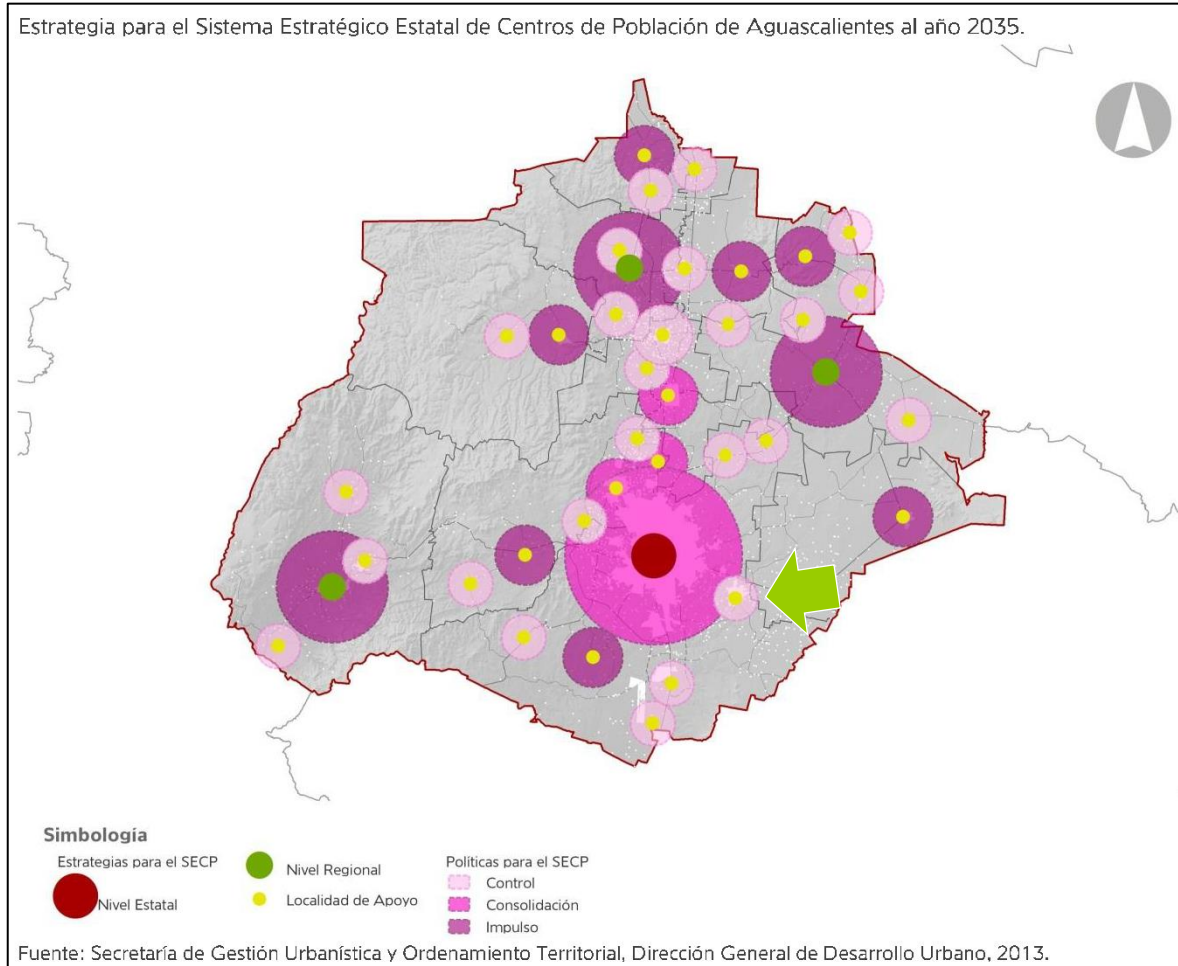 Estrategia para el Sistema Estratégico Estatal de Centros de Población de Aguascalientes al año 2035.
Simbología
Estrategias para el SECP
Nivel Estatal
Nivel Regional
Localidad de Apoyo
Políticas para el SECP
Control
Consolidación
Impulso
Fuente: Secretaría de Gestión Urbanística y Ordenamiento Territorial, Dirección General de Desarrollo Urbano, 2013.